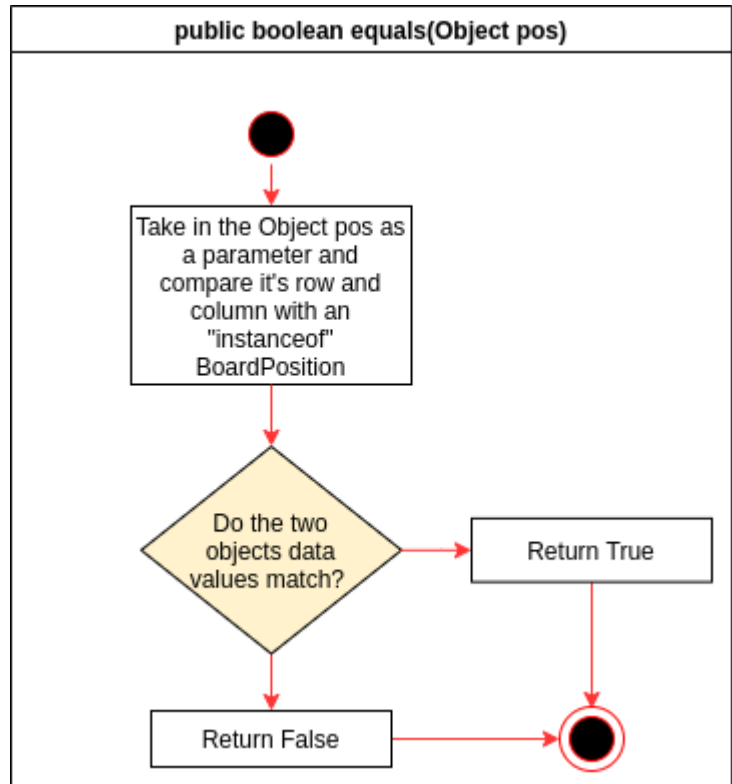 public boolean equals(Object pos)
Take in the Object pos as
a parameter and
compare it's row and
column with an
"instanceof"
BoardPosition
Do the two
objects data
values match?
Return True
Return False